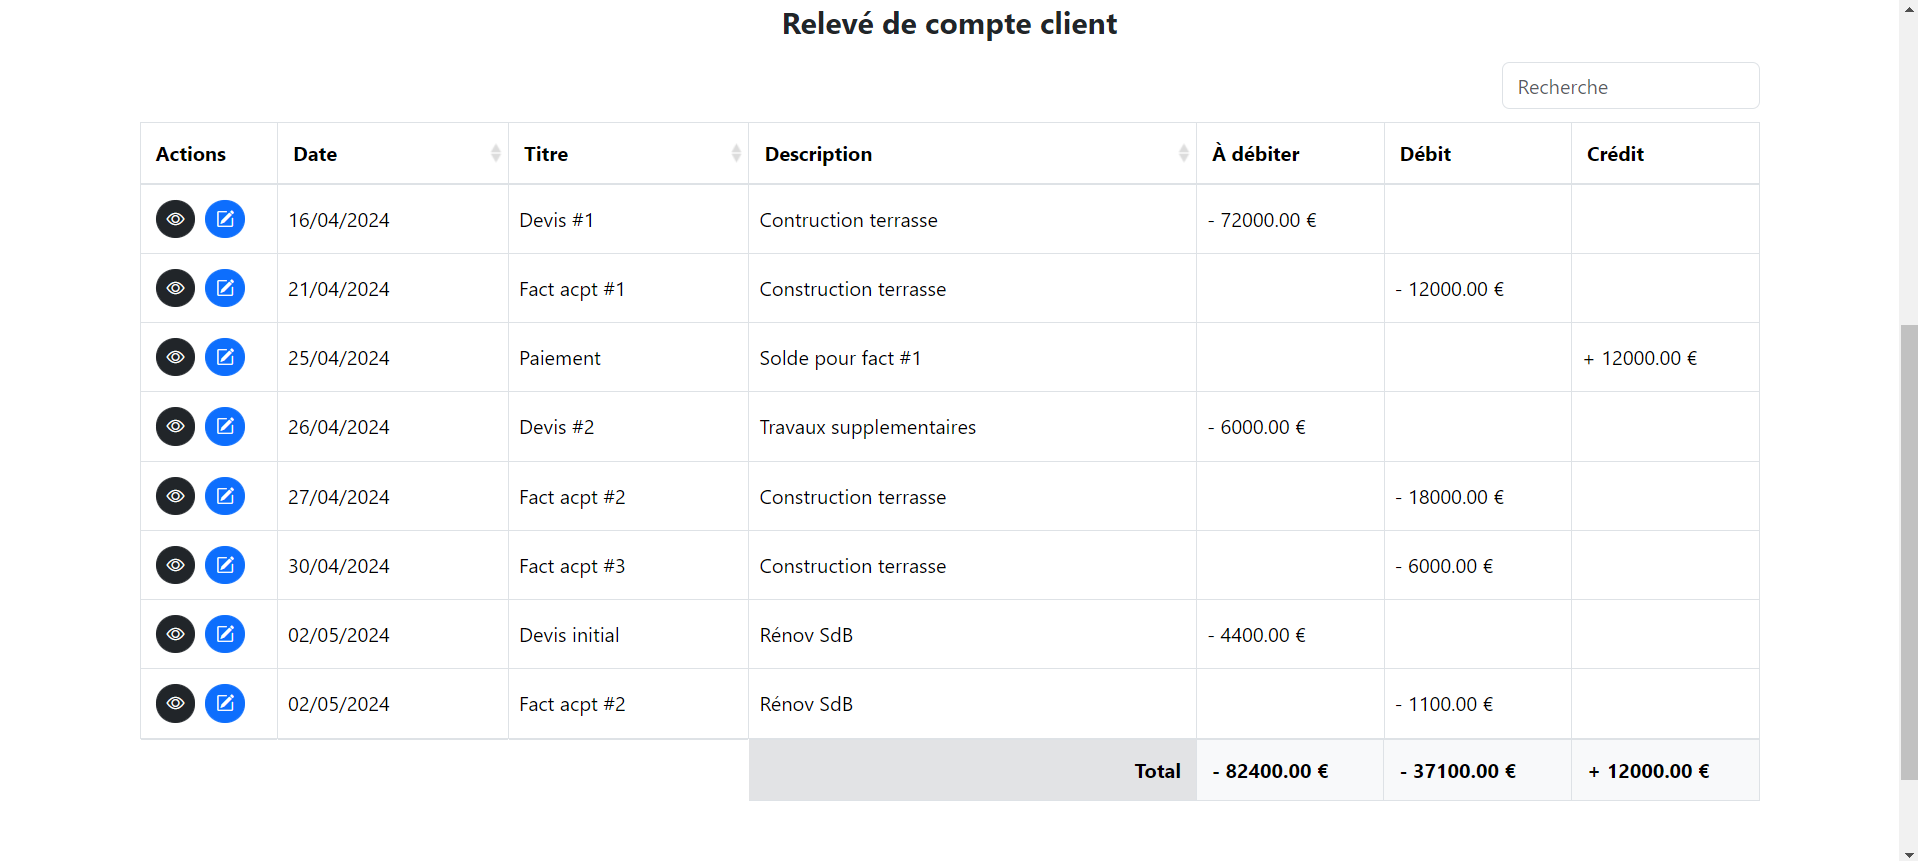 Relevé de compte client
Recherche
Actions Date Titre Description À débiter Débit Crédit
16/04/2024 Devis #1 Contruction terrasse - 72000.00 €
21/04/2024 Fact acpt #1 Construction terrasse - 12000.00 €
25/04/2024 Paiement Solde pour fact #1 + 12000.00 €
26/04/2024 Devis #2 Travaux supplementaires - 6000.00 €
27/04/2024 Fact acpt #2 Construction terrasse - 18000.00 €
30/04/2024 Fact acpt #3 Construction terrasse - 6000.00 €
02/05/2024 Devis initial Rénov SdB - 4400.00 €
02/05/2024 Fact acpt #2 Rénov SdB - 1100.00 €
Total - 82400.00 € - 37100.00 € + 12000.00 €